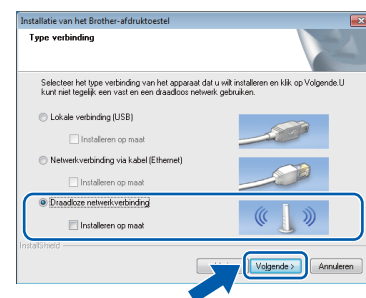 Installatie van het Brother-afdruktoestel
Type verbinding
Selecteer het type verbinding van het apparaat dat u wilt installeren en klik op Volgende.U
kunt niet tegelijk een vast en een draadloos netwerk gebruiken.
Lokale verbinding (USB)
Installeren op maat
Netwerkverbinding via kabel (Ethernet)
Installeren op maat
Draadloze netwerkverbinding
Installeren op maat
InstallShield
Volgende >
Annuleren